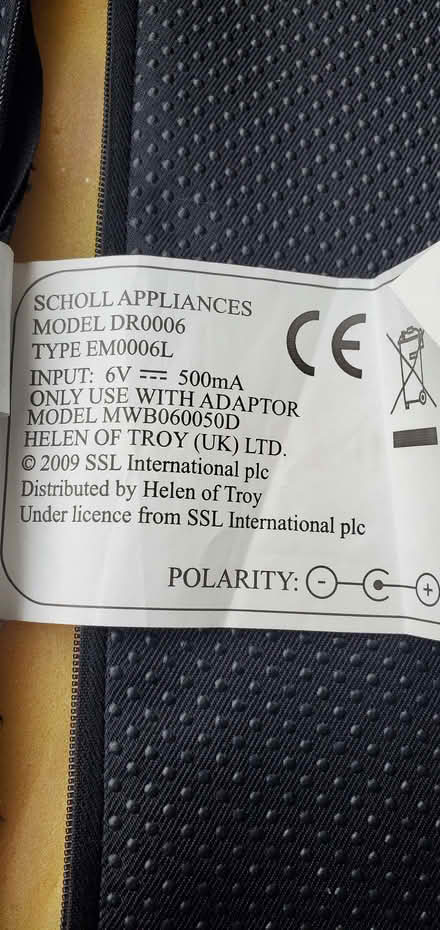 SCHOLL APPLIANCES
MODEL DR0006
TYPE EM0006L
INPUT: 6V ⎓ 500mA
ONLY USE WITH ADAPTOR
MODEL MWB060050D
HELEN OF TROY (UK) LTD.
© 2009 SSL International plc
Distributed by Helen of Troy
Under licence from SSL International plc
CE
POLARITY: - +